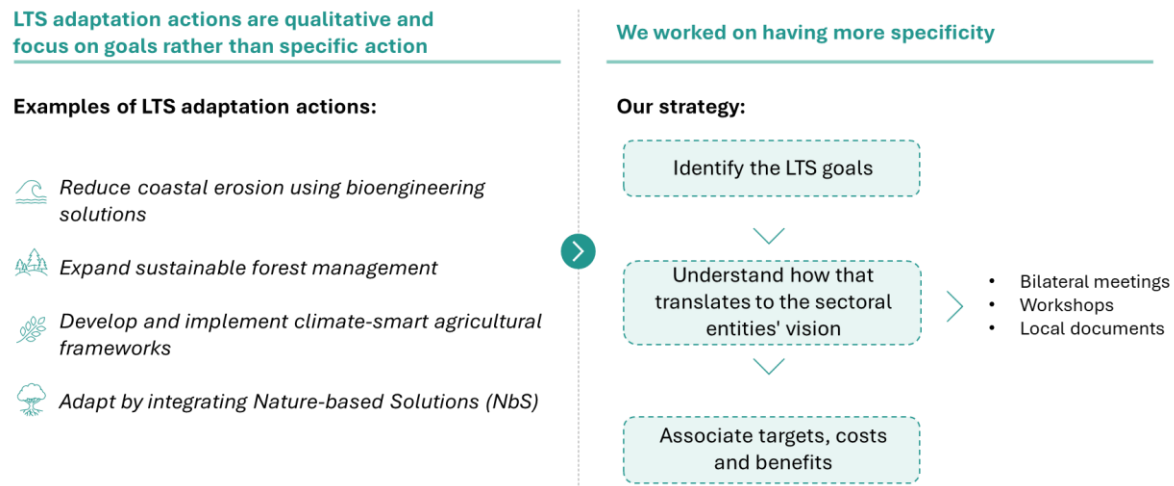 LTS adaptation actions are qualitative and
focus on goals rather than specific action
Examples of LTS adaptation actions:
Reduce coastal erosion using bioengineering
solutions
Expand sustainable forest management
Develop and implement climate-smart agricultural
frameworks
Adapt by integrating Nature-based Solutions (NbS)
We worked on having more specificity
Our strategy:
Identify the LTS goals
Understand how that
translates to the sectoral
entities' vision
• Bilateral meetings
• Workshops
• Local documents
Associate targets, costs
and benefits